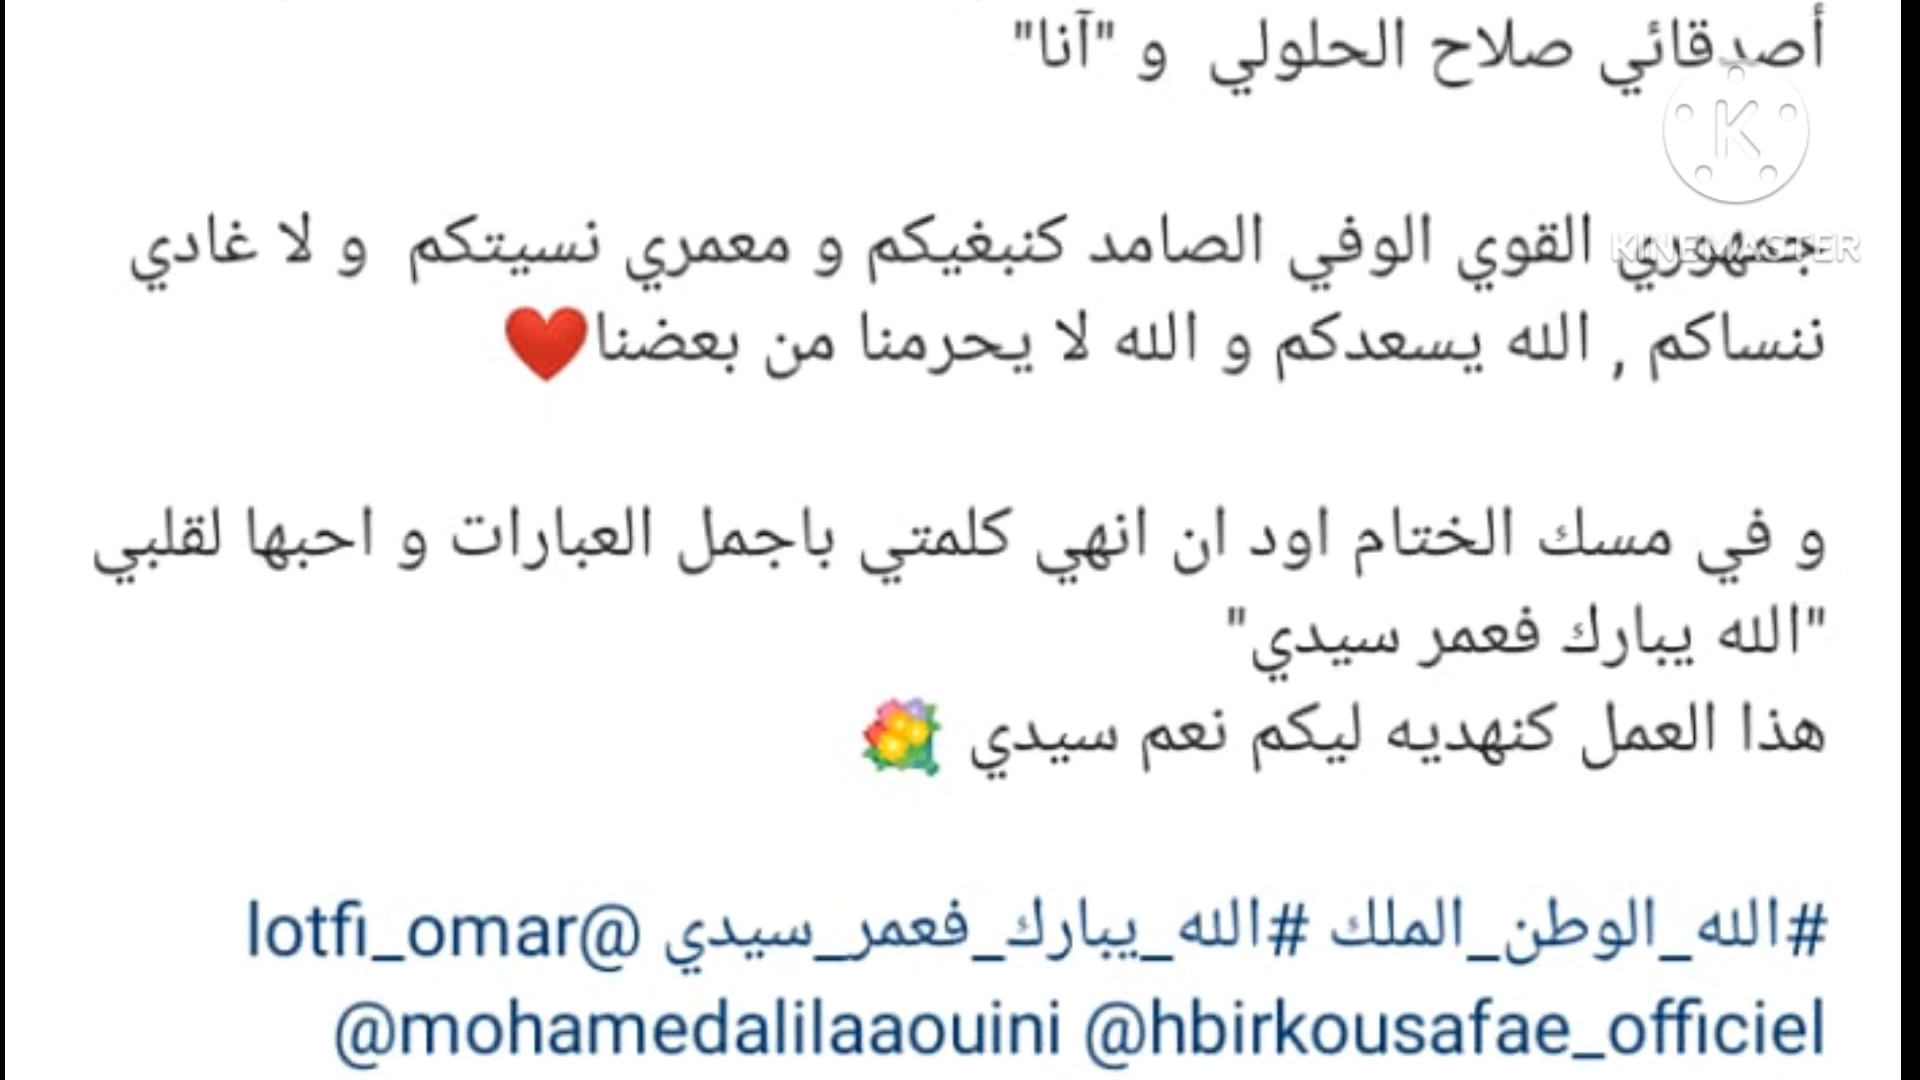 أصدقائي صلاح الحلولي و "آنا"
جمهوري القوي الوفي الصامد كنبغيكم و معمري نسيتكم و لا غادي
ننساكم , الله يسعدكم و الله لا يحرمنا من بعضنا❤️
و في مسك الختام اود ان انهي كلمتي باجمل العبارات و احبها لقلبي
"الله يبارك فعمر سيدي"
هذا العمل كنهديه ليكم نعم سيدي 💐
#الله_الوطن_الملك #الله_يبارك_فعمر_سيدي @lotfi_omar
@mohamedalilaaouini @hbirkousafae_officiel
KINEMASTER